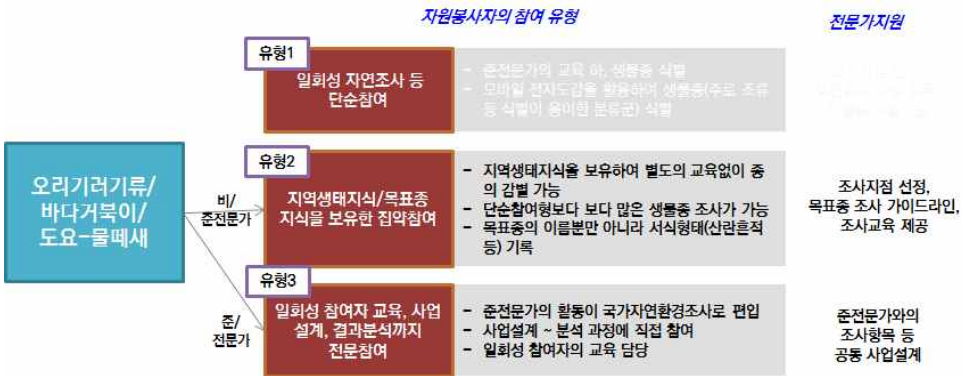 자원봉사자의 참여 유형
전문가지원
유형1
일회성 자연조사 등
단순참여
- 준전문가의 교육 하, 생물종 식별
- 모바일 전자도감을 활용하여 생물종(주로 조류
등 식별이 용이한 분류군) 식별
오리기러기류/
바다거북이/
도요-물떼새
비/
준전문가
유형2
지역생태지식/목표종
지식을 보유한 집약참여
- 지역생태지식을 보유하여 별도의 교육없이 종
의 감별 가능
- 단순참여형보다 보다 많은 생물종 조사가 가능
- 목표종의 이름뿐만 아니라 서식형태(산란흔적
등) 기록
조사지점 선정,
목표종 조사 가이드라인,
조사교육 제공
준/
전문가
유형3
일회성 참여자 교육, 사업
설계, 결과분석까지
전문참여
- 준전문가의 홛동이 국가자연환경조사로 편입
- 사업설계 ~ 분석 과정에 직접 참여
- 일회성 참여자의 교육 담당
준전문가와의
조사항목 등
공동 사업설계